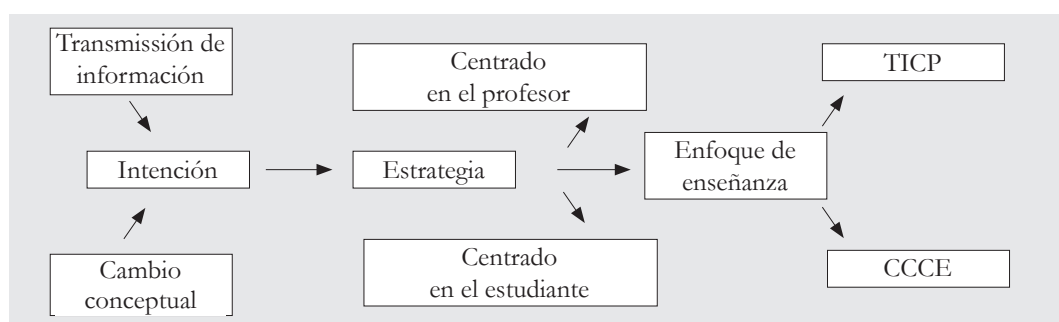 Transmissión de
información
Centrado
en el profesor
TICP
Intención
Estrategia
Enfoque de
enseñanza
Cambio
conceptual
Centrado
en el estudiante
CCCE